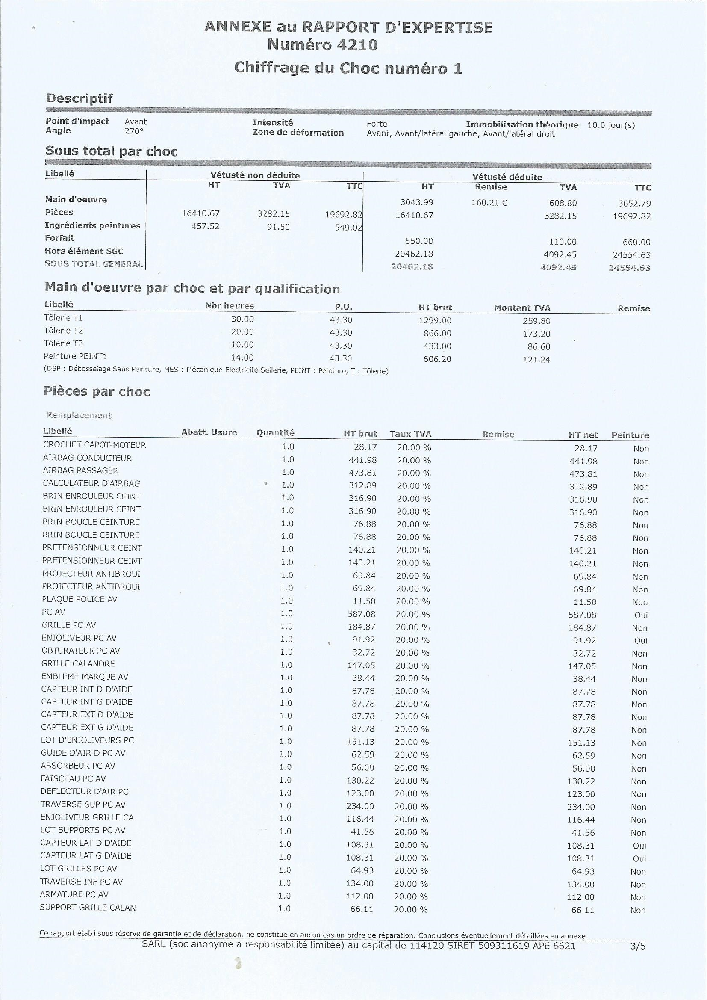 ANNEXE au RAPPORT D'EXPERTISE
Numéro 4210
Chiffrage du Choc numéro 1
Descriptif
Point d'impact Avant Intensité Forte Immobilisation théorique 10.0 jour(s)
Angle 270° Zone de déformation Avant, Avant/latéral gauche, Avant/latéral droit
Sous total par choc
Libellé Vétusté non déduite Vétusté déduite
HT TVA TTC HT Remise TVA TTC
Main d'oeuvre 3043.99 160.21 € 608.80 3652.79
Pièces 16410.67 3282.15 19692.82 16410.67 3282.15 19692.82
Ingrédients peintures 457.52 91.50 549.02
Forfait 550.00 110.00 660.00
Hors élément SGC 20462.18 4092.45 24554.63
SOUS TOTAL GENERAL 20462.18 4092.45 24554.63
Main d'oeuvre par choc et par qualification
Libellé Nbr heures P.U. HT brut Montant TVA Remise
Tôlerie T1 30.00 43.30 1299.00 259.80
Tôlerie T2 20.00 43.30 866.00 173.20
Tôlerie T3 10.00 43.30 433.00 86.60
Peinture PEINT1 14.00 43.30 606.20 121.24
(DSP : Débosselage Sans Peinture, MES : Mécanique Electricité Sellerie, PEINT : Peinture, T : Tôlerie)
Pièces par choc
Remplacement
Libellé Abatt. Usure Quantité HT brut Taux TVA Remise HT net Peinture
CROCHET CAPOT-MOTEUR 1.0 28.17 20.00 % 28.17 Non
AIRBAG CONDUCTEUR 1.0 441.98 20.00 % 441.98 Non
AIRBAG PASSAGER 1.0 473.81 20.00 % 473.81 Non
CALCULATEUR D'AIRBAG 1.0 312.89 20.00 % 312.89 Non
BRIN ENROULEUR CEINT 1.0 316.90 20.00 % 316.90 Non
BRIN ENROULEUR CEINT 1.0 316.90 20.00 % 316.90 Non
BRIN BOUCLE CEINTURE 1.0 76.88 20.00 % 76.88 Non
BRIN BOUCLE CEINTURE 1.0 76.88 20.00 % 76.88 Non
PRETENSIONNEUR CEINT 1.0 140.21 20.00 % 140.21 Non
PRETENSIONNEUR CEINT 1.0 140.21 20.00 % 140.21 Non
PROJECTEUR ANTIBROUI 1.0 69.84 20.00 % 69.84 Non
PROJECTEUR ANTIBROUI 1.0 69.84 20.00 % 69.84 Non
PLAQUE POLICE AV 1.0 11.50 20.00 % 11.50 Non
PC AV 1.0 587.08 20.00 % 587.08 Oui
GRILLE PC AV 1.0 184.87 20.00 % 184.87 Non
ENJOLIVEUR PC AV 1.0 91.92 20.00 % 91.92 Oui
OBTURATEUR PC AV 1.0 32.72 20.00 % 32.72 Non
GRILLE CALANDRE 1.0 147.05 20.00 % 147.05 Non
EMBLEME MARQUE AV 1.0 38.44 20.00 % 38.44 Non
CAPTEUR INT D D'AIDE 1.0 87.78 20.00 % 87.78 Non
CAPTEUR INT G D'AIDE 1.0 87.78 20.00 % 87.78 Non
CAPTEUR EXT D D'AIDE 1.0 87.78 20.00 % 87.78 Non
CAPTEUR EXT G D'AIDE 1.0 87.78 20.00 % 87.78 Non
LOT D'ENJOLIVEURS PC 1.0 151.13 20.00 % 151.13 Non
GUIDE D'AIR D PC AV 1.0 62.59 20.00 % 62.59 Non
ABSORBEUR PC AV 1.0 56.00 20.00 % 56.00 Non
FAISCEAU PC AV 1.0 130.22 20.00 % 130.22 Non
DEFLECTEUR D'AIR PC 1.0 123.00 20.00 % 123.00 Non
TRAVERSE SUP PC AV 1.0 234.00 20.00 % 234.00 Non
ENJOLIVEUR GRILLE CA 1.0 116.44 20.00 % 116.44 Non
LOT SUPPORTS PC AV 1.0 41.56 20.00 % 41.56 Non
CAPTEUR LAT D D'AIDE 1.0 108.31 20.00 % 108.31 Oui
CAPTEUR LAT G D'AIDE 1.0 108.31 20.00 % 108.31 Oui
LOT GRILLES PC AV 1.0 64.93 20.00 % 64.93 Non
TRAVERSE INF PC AV 1.0 134.00 20.00 % 134.00 Non
ARMATURE PC AV 1.0 112.00 20.00 % 112.00 Non
SUPPORT GRILLE CALAN 1.0 66.11 20.00 % 66.11 Non
Ce rapport établi sous réserve de garantie et de déclaration, ne constitue en aucun cas un ordre de réparation. Conclusions éventuellement détaillées en annexe
SARL (soc anonyme a responsabilité limitée) au capital de 114120 SIRET 509311619 APE 6621 3/5